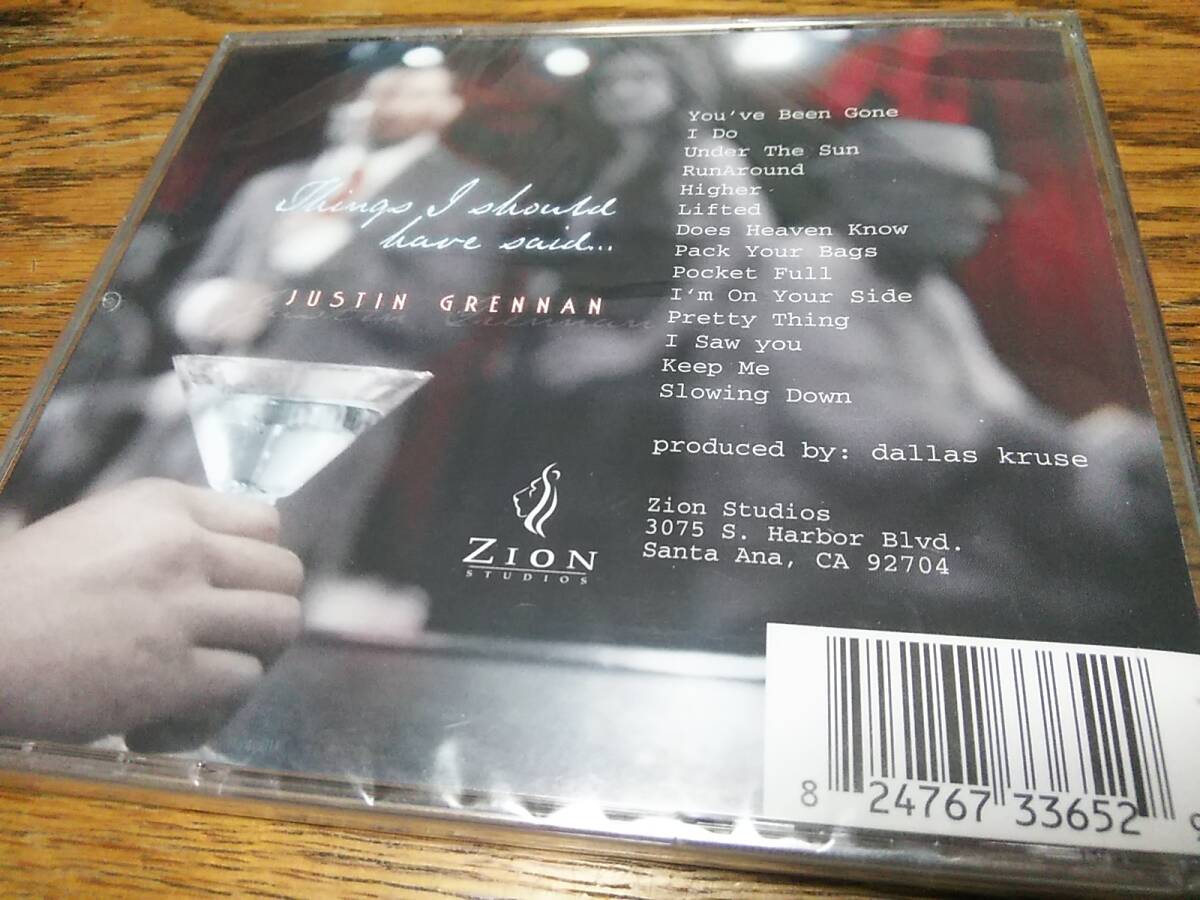 Things I should
have said...
JUSTIN GRENNAN
You've Been Gone
I Do
Under The Sun
RunAround
Higher
Lifted
Does Heaven Know
Pack Your Bags
Pocket Full
I'm On Your Side
Pretty Thing
I Saw you
Keep Me
Slowing Down
produced by: dallas kruse
Zion Studios
3075 S. Harbor Blvd.
Santa Ana, CA 92704
ZION
STUDIOS
8 24767 33652